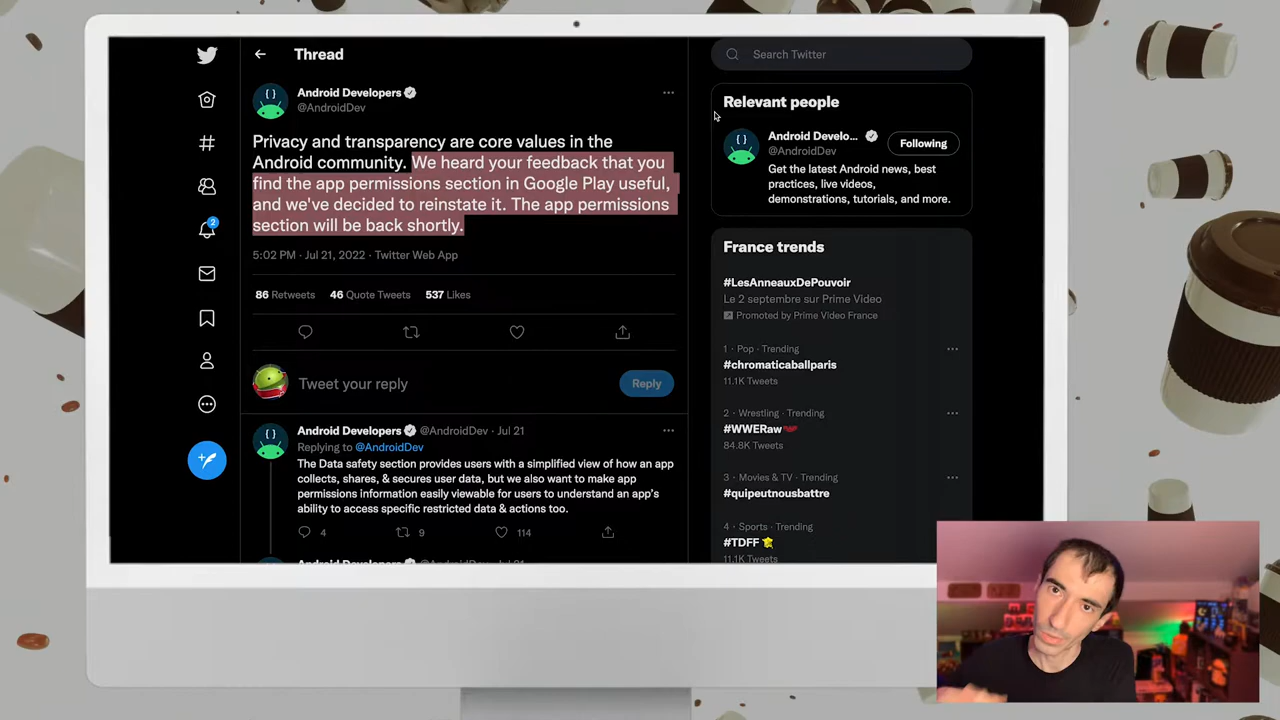 Thread
Android Developers
@AndroidDev
Privacy and transparency are core values in the
Android community. We heard your feedback that you
find the app permissions section in Google Play useful,
and we've decided to reinstate it. The app permissions
section will be back shortly.
5:02 PM · Jul 21, 2022 · Twitter Web App
86 Retweets 46 Quote Tweets 537 Likes
Tweet your reply
Reply
Android Developers @AndroidDev · Jul 21
Replying to @AndroidDev
The Data safety section provides users with a simplified view of how an app
collects, shares, & secures user data, but we also want to make app
permissions information easily viewable for users to understand an app's
ability to access specific restricted data & actions too.
4 9 114
Android Developers @AndroidDev · Jul 21
2
Search Twitter
Relevant people
Android Develo...
@AndroidDev
Following
Get the latest Android news, best
practices, live videos,
demonstrations, tutorials, and more.
France trends
#LesAnneauxDePouvoir
Le 2 septembre sur Prime Video
Promoted by Prime Video France
1 · Pop · Trending
#chromaticaballparis
11.1K Tweets
2 · Wrestling · Trending
#WWERaw
84.8K Tweets
3 · Movies & TV · Trending
#quipeutnousbattre
4 · Sports · Trending
#TDFF
11.1K Tweets